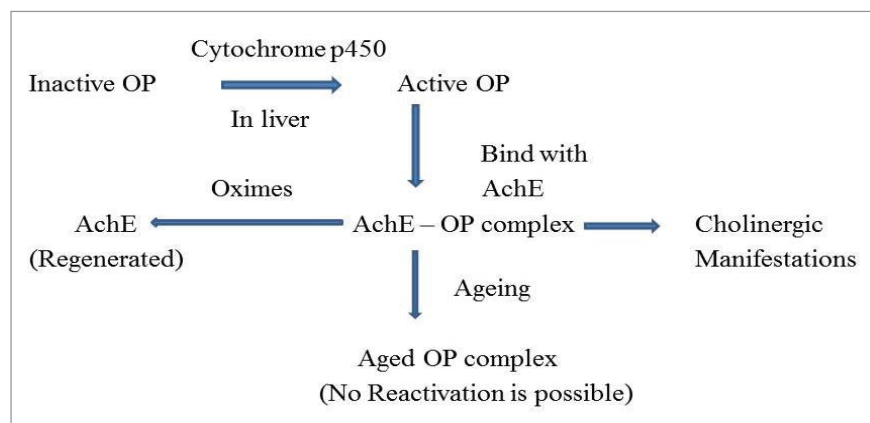 Cytochrome p450
Inactive OP
Active OP
In liver
Bind with
AchE
Oximes
AchE
(Regenerated)
AchE – OP complex
Cholinergic
Manifestations
Ageing
Aged OP complex
(No Reactivation is possible)